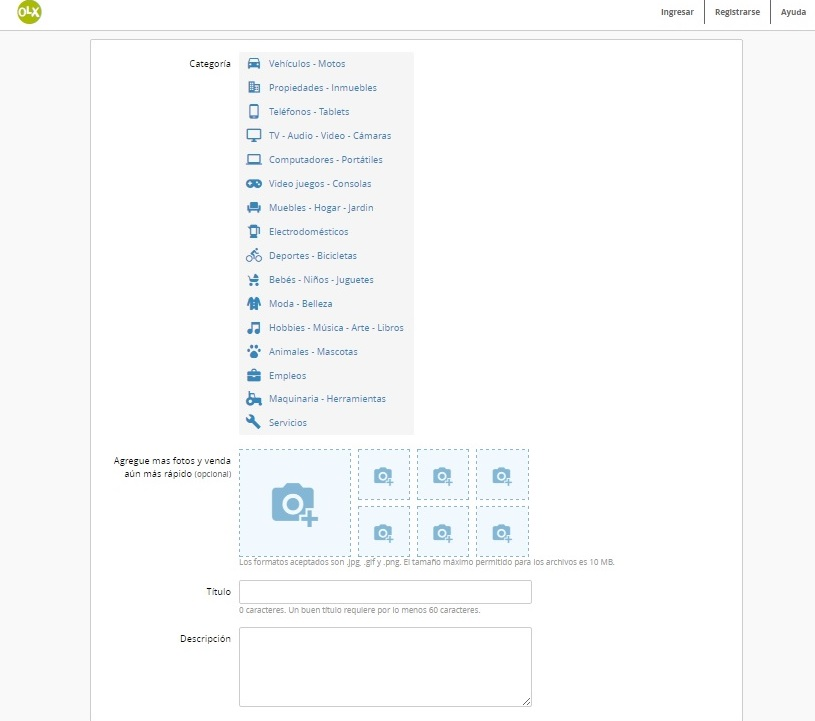 OLX
Ingresar Registrarse Ayuda
Categoría
Vehículos - Motos
Propiedades - Inmuebles
Teléfonos - Tablets
TV - Audio - Video - Cámaras
Computadores - Portátiles
Video juegos - Consolas
Muebles - Hogar - Jardin
Electrodomésticos
Deportes - Bicicletas
Bebés - Niños - Juguetes
Moda - Belleza
Hobbies - Música - Arte - Libros
Animales - Mascotas
Empleos
Maquinaria - Herramientas
Servicios
Agregue mas fotos y venda
aún más rápido (opcional)
Los formatos aceptados son .jpg, .gif y .png. El tamaño máximo permitido para los archivos es 10 MB.
Título
0 caracteres. Un buen título requiere por lo menos 60 caracteres.
Descripción